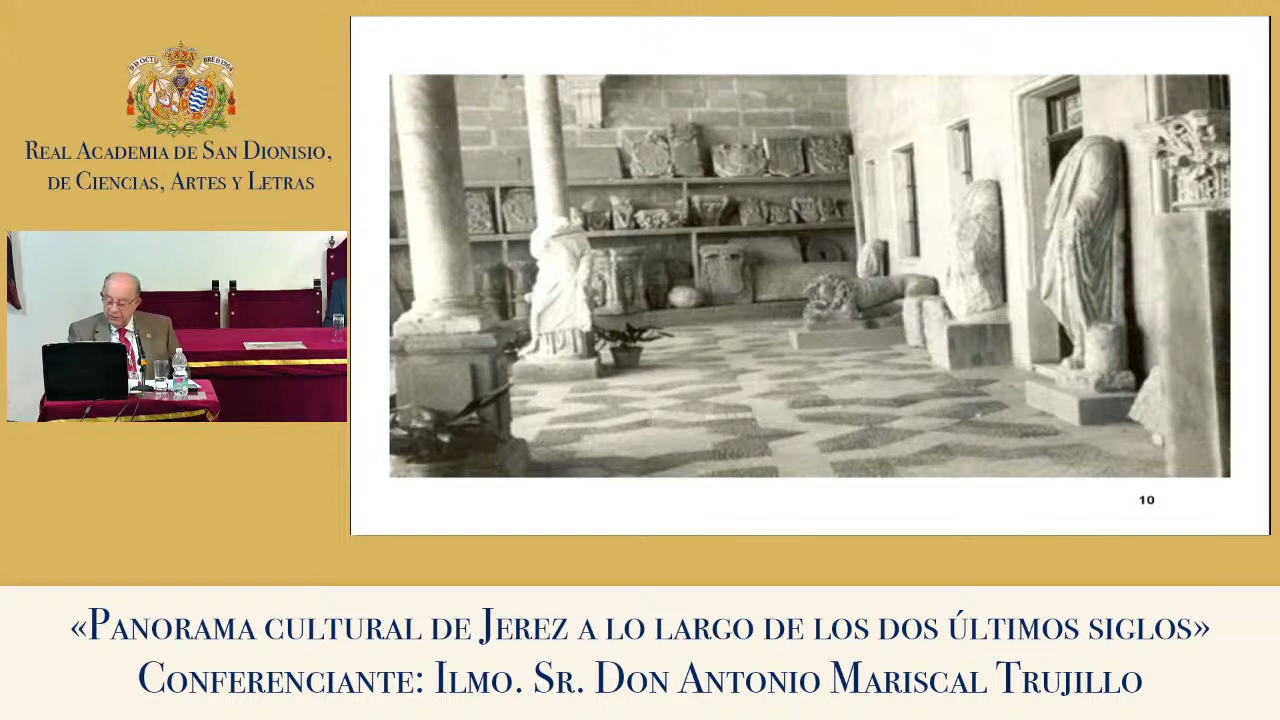 Real Academia de San Dionisio,
de Ciencias, Artes y Letras
10
«Panorama cultural de Jerez a lo largo de los dos últimos siglos»
Conferenciante: Ilmo. Sr. Don Antonio Mariscal Trujillo